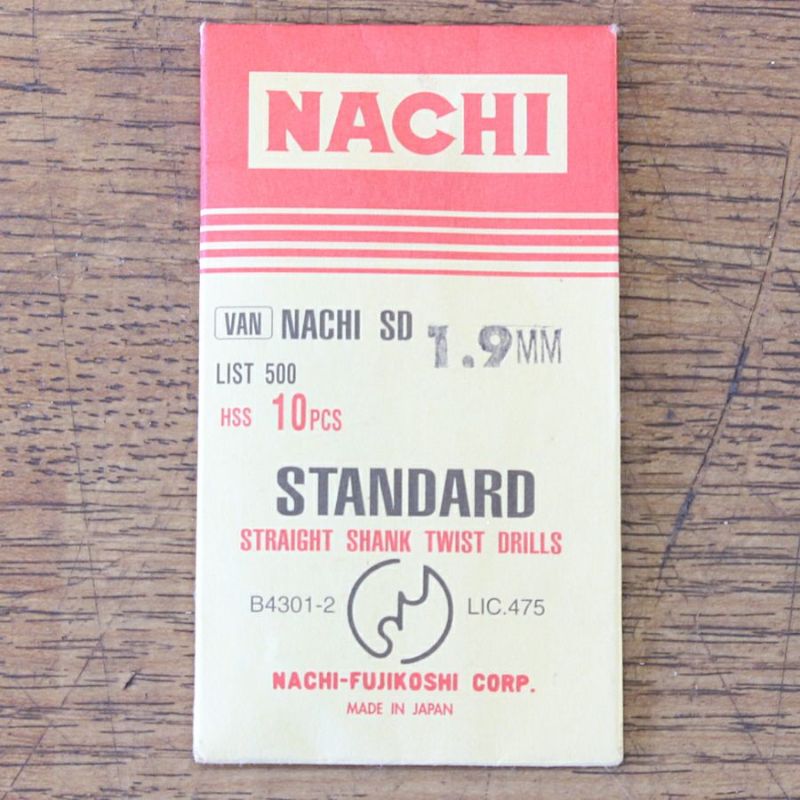 NACHI
VAN NACHI SD 1.9MM
LIST 500
HSS 10PCS
STANDARD
STRAIGHT SHANK TWIST DRILLS
B4301-2 LIC.475
NACHI-FUJIKOSHI CORP.
MADE IN JAPAN